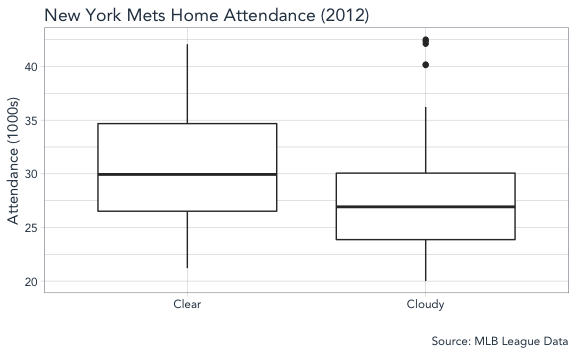 New York Mets Home Attendance (2012)
Attendance (1000s)
40
35
30
25
20
Clear Cloudy
Source: MLB League Data